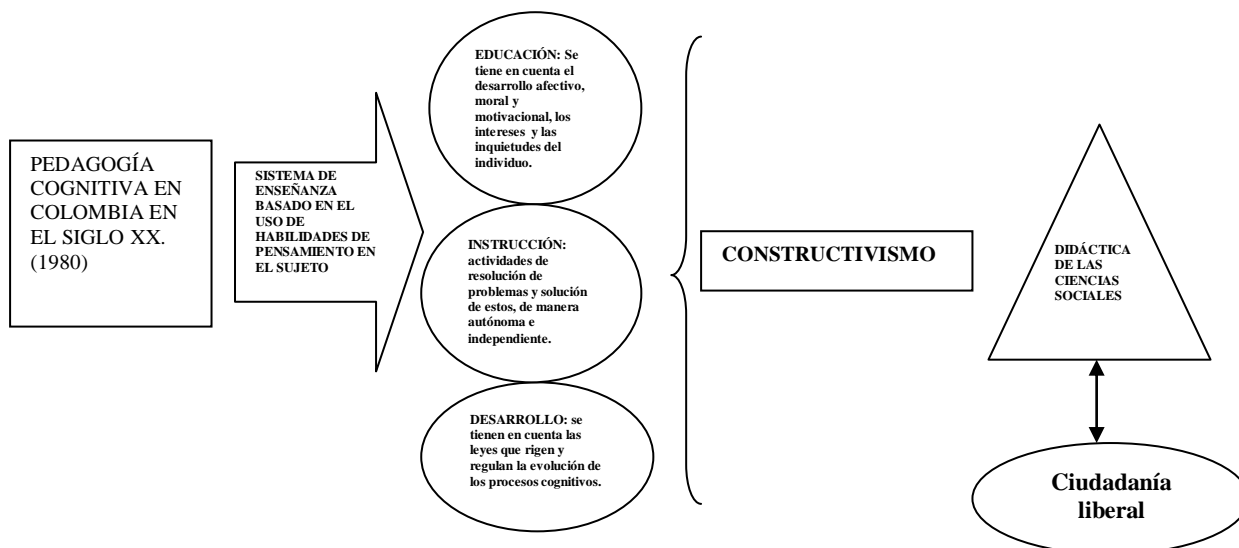 PEDAGOGÍA
COGNITIVA EN
COLOMBIA EN
EL SIGLO XX.
(1980)
SISTEMA DE
ENSEÑANZA
BASADO EN EL
USO DE
HABILIDADES DE
PENSAMIENTO EN
EL SUJETO
EDUCACIÓN: Se
tiene en cuenta el
desarrollo afectivo,
moral y
motivacional, los
intereses y las
inquietudes del
individuo.
INSTRUCCIÓN:
actividades de
resolución de
problemas y solución
de estos, de manera
autónoma e
independiente.
DESARROLLO: se
tienen en cuenta las
leyes que rigen y
regulan la evolución de
los procesos cognitivos.
CONSTRUCTIVISMO
DIDÁCTICA
DE LAS
CIENCIAS
SOCIALES
Ciudadanía
liberal